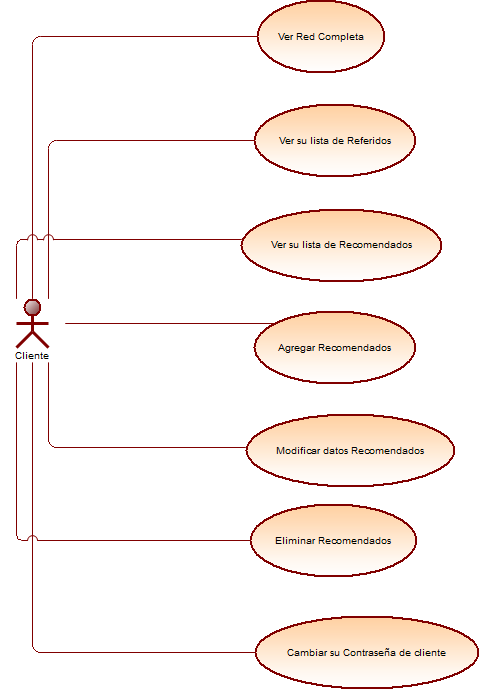 Ver Red Completa
Ver su lista de Referidos
Ver su lista de Recomendados
Cliente
Agregar Recomendados
Modificar datos Recomendados
Eliminar Recomendados
Cambiar su Contraseña de cliente